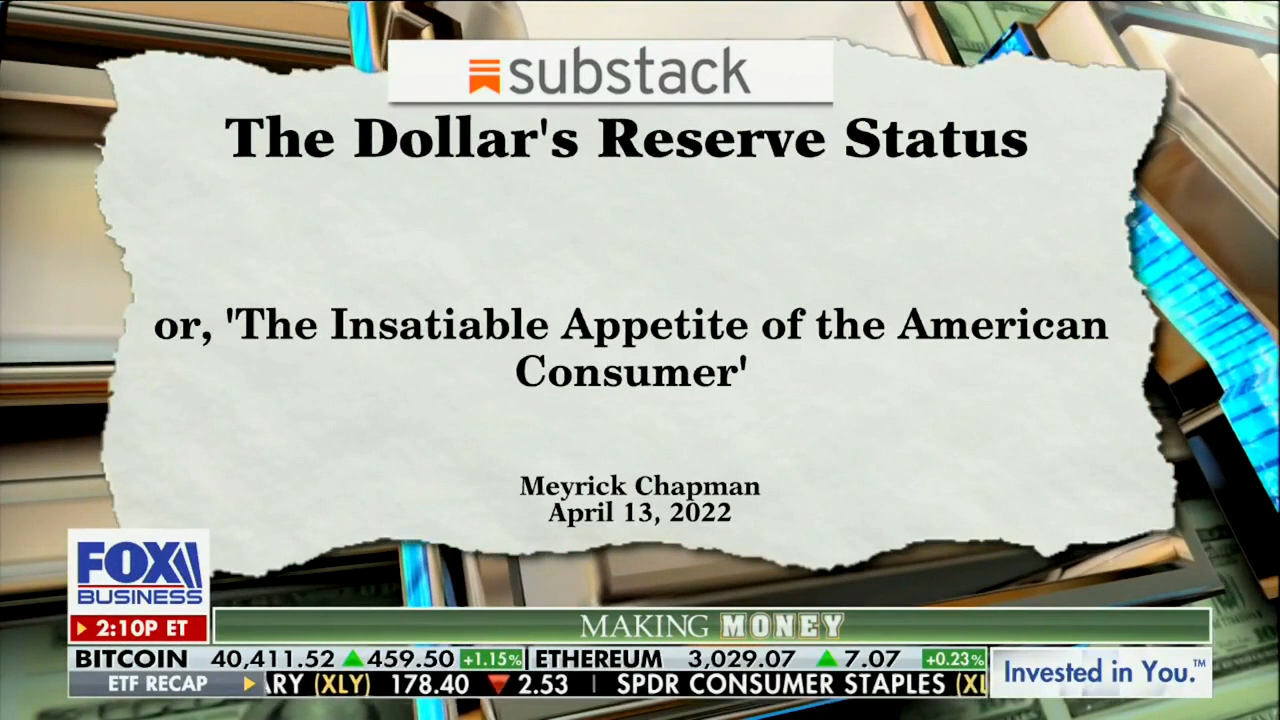 substack
The Dollar's Reserve Status
or, 'The Insatiable Appetite of the American
Consumer'
Meyrick Chapman
April 13, 2022
FOX
BUSINESS
2:10P ET
MAKING MONEY
BITCOIN 40,411.52 459.50 +1.15% ETHEREUM 3,029.07 7.07 +0.23%
ETF RECAP RY (XLY) 178.40 2.53 | SPDR CONSUMER STAPLES (XL
Invested in You.™